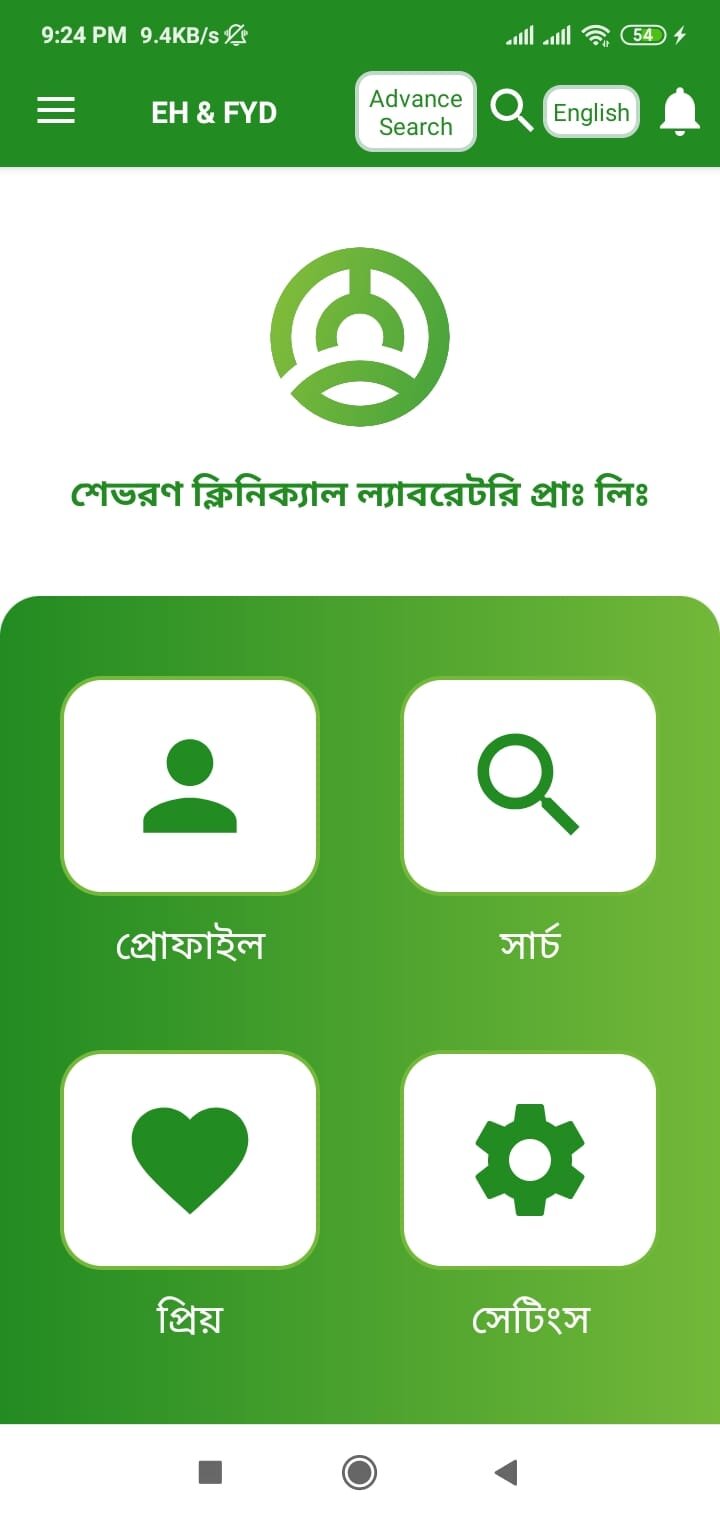 9:24 PM 9.4KB/s 54
EH & FYD
Advance
Search
English
শেভরণ ক্লিনিক্যাল ল্যাবরেটরি প্রাঃ লিঃ
প্রোফাইল সার্চ
প্রিয় সেটিংস